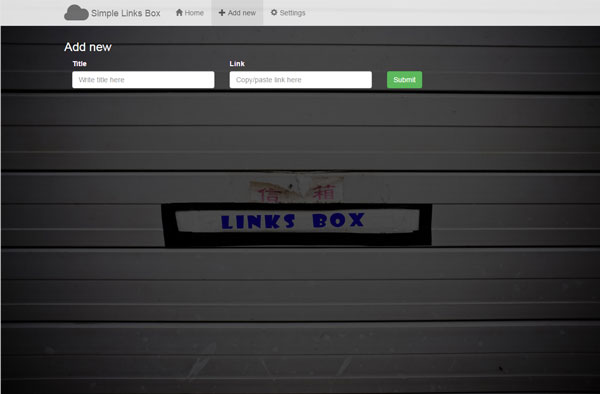 Simple Links Box Home Add new Settings
Add new
Title Link
Write title here Copy/paste link here Submit
信 箱
LINKS BOX